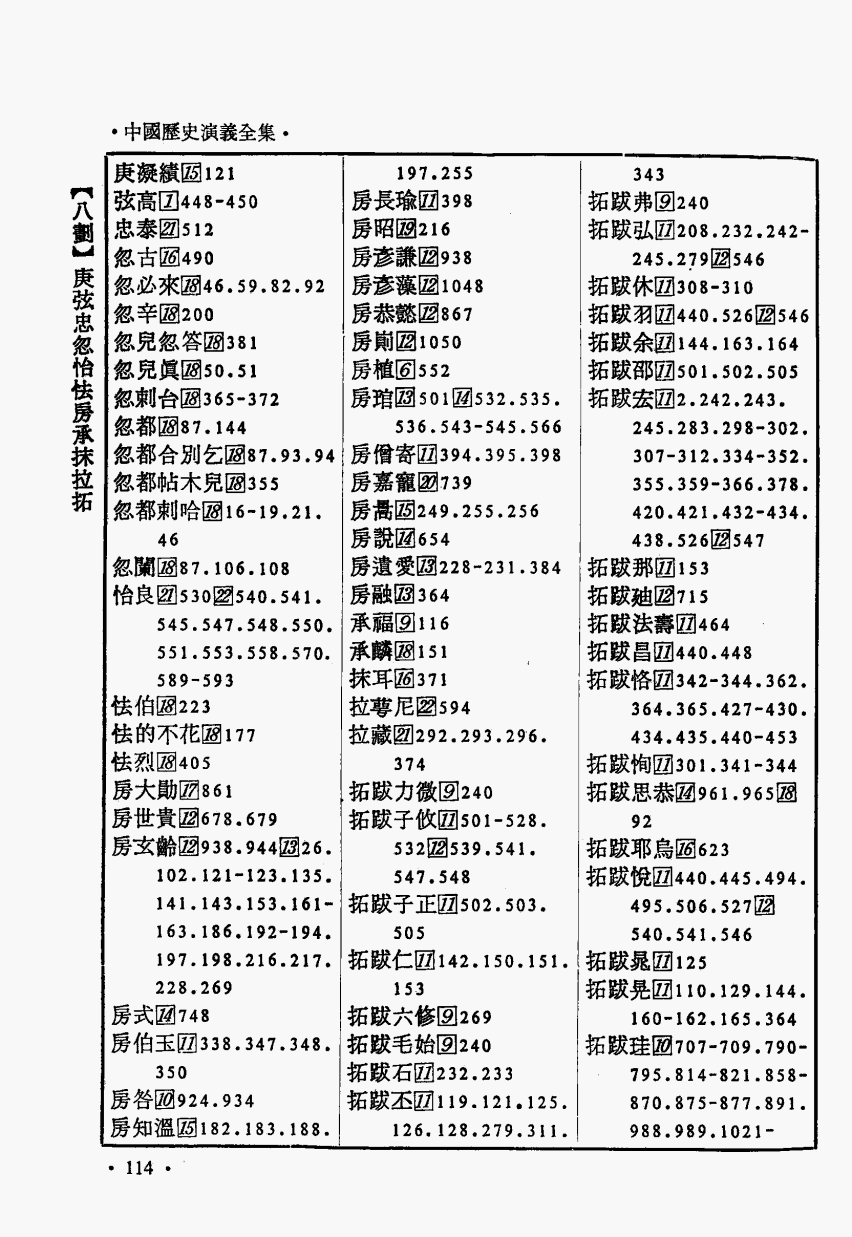 ·中國歷史演義全集·
【八劃】庚弦忠忽怡怯房承抹拉拓
庚凝績[15]121
弦高[1]448-450
忠泰[21]512
忽古[16]490
忽必來[18]46.59.82.92
忽辛[18]200
忽兒忽答[18]381
忽兒眞[18]50.51
忽剌台[18]365-372
忽都[18]87.144
忽都合別乞[18]87.93.94
忽都帖木兒[18]355
忽都剌哈[18]16-19.21.
46
忽闌[18]87.106.108
怡良[21]530[22]540.541.
545.547.548.550.
551.553.558.570.
589-593
怯伯[18]223
怯的不花[18]177
怯烈[18]405
房大勛[17]861
房世貴[12]678.679
房玄齡[12]938.944[13]26.
102.121-123.135.
141.143.153.161-
163.186.192-194.
197.198.216.217.
228.269
房式[14]748
房伯玉[11]338.347.348.
350
房咎[10]924.934
房知溫[15]182.183.188.
197.255
房長瑜[11]398
房昭[19]216
房彥謙[12]938
房彥藻[12]1048
房恭懿[12]867
房崱[12]1050
房植[6]552
房琯[13]501[14]532.535.
536.543-545.566
房僧寄[11]394.395.398
房嘉寵[20]739
房暠[15]249.255.256
房說[14]654
房遺愛[13]228-231.384
房融[13]364
承福[9]116
承麟[18]151
抹耳[16]371
拉蕚尼[22]594
拉藏[21]292.293.296.
374
拓跋力微[9]240
拓跋子攸[11]501-528.
532[12]539.541.
547.548
拓跋子正[11]502.503.
505
拓跋仁[11]142.150.151.
153
拓跋六修[9]269
拓跋毛始[9]240
拓跋石[11]232.233
拓跋丕[11]119.121.125.
126.128.279.311.
343
拓跋弗[9]240
拓跋弘[11]208.232.242-
245.279[12]546
拓跋休[11]308-310
拓跋羽[11]440.526[12]546
拓跋余[11]144.163.164
拓跋邵[11]501.502.505
拓跋宏[11]2.242.243.
245.283.298-302.
307-312.334-352.
355.359-366.378.
420.421.432-434.
438.526[12]547
拓跋那[11]153
拓跋廸[12]715
拓跋法壽[11]464
拓跋昌[11]440.448
拓跋恪[11]342-344.362.
364.365.427-430.
434.435.440-453
拓跋恂[11]301.341-344
拓跋思恭[14]961.965[18]
92
拓跋耶烏[16]623
拓跋悅[11]440.445.494.
495.506.527[12]
540.541.546
拓跋晁[11]125
拓跋晃[11]110.129.144.
160-162.165.364
拓跋珪[10]707-709.790-
795.814-821.858-
870.875-877.891.
988.989.1021-
·114·